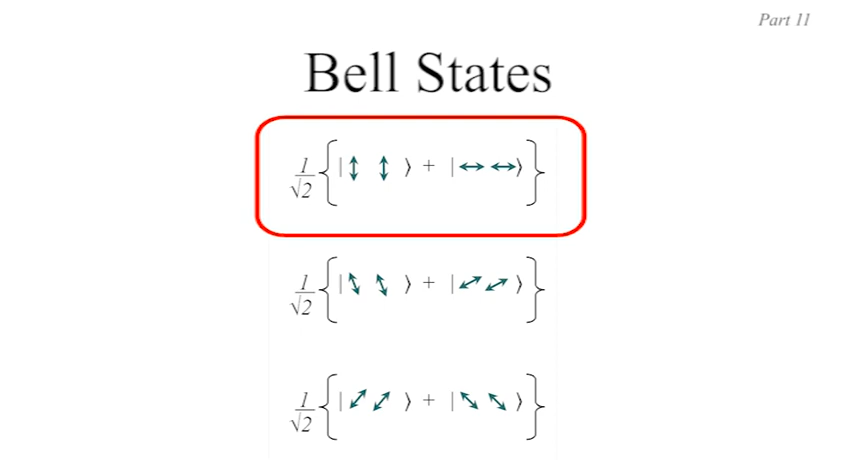 Part 11
Bell States
1/√2 { |↕ ↕ ⟩ + |↔ ↔⟩ }
1/√2 { |⤡ ⤡ ⟩ + |⤢ ⤢ ⟩ }
1/√2 { |⤢ ⤢ ⟩ + |⤡ ⤡ ⟩ }